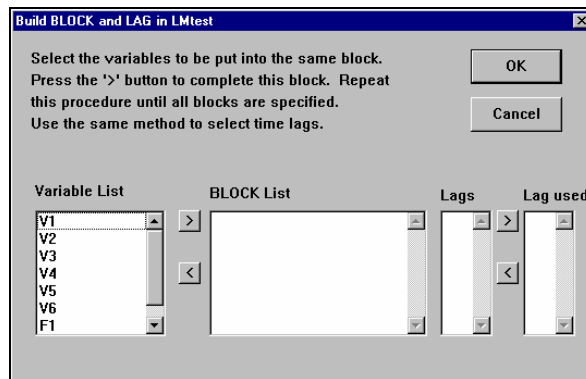 Build BLOCK and LAG in LMtest
Select the variables to be put into the same block.
Press the '>' button to complete this block. Repeat
this procedure until all blocks are specified.
Use the same method to select time lags.
OK
Cancel
Variable List
BLOCK List
Lags
Lag used
V1
V2
V3
V4
V5
V6
F1
>
<
>
<